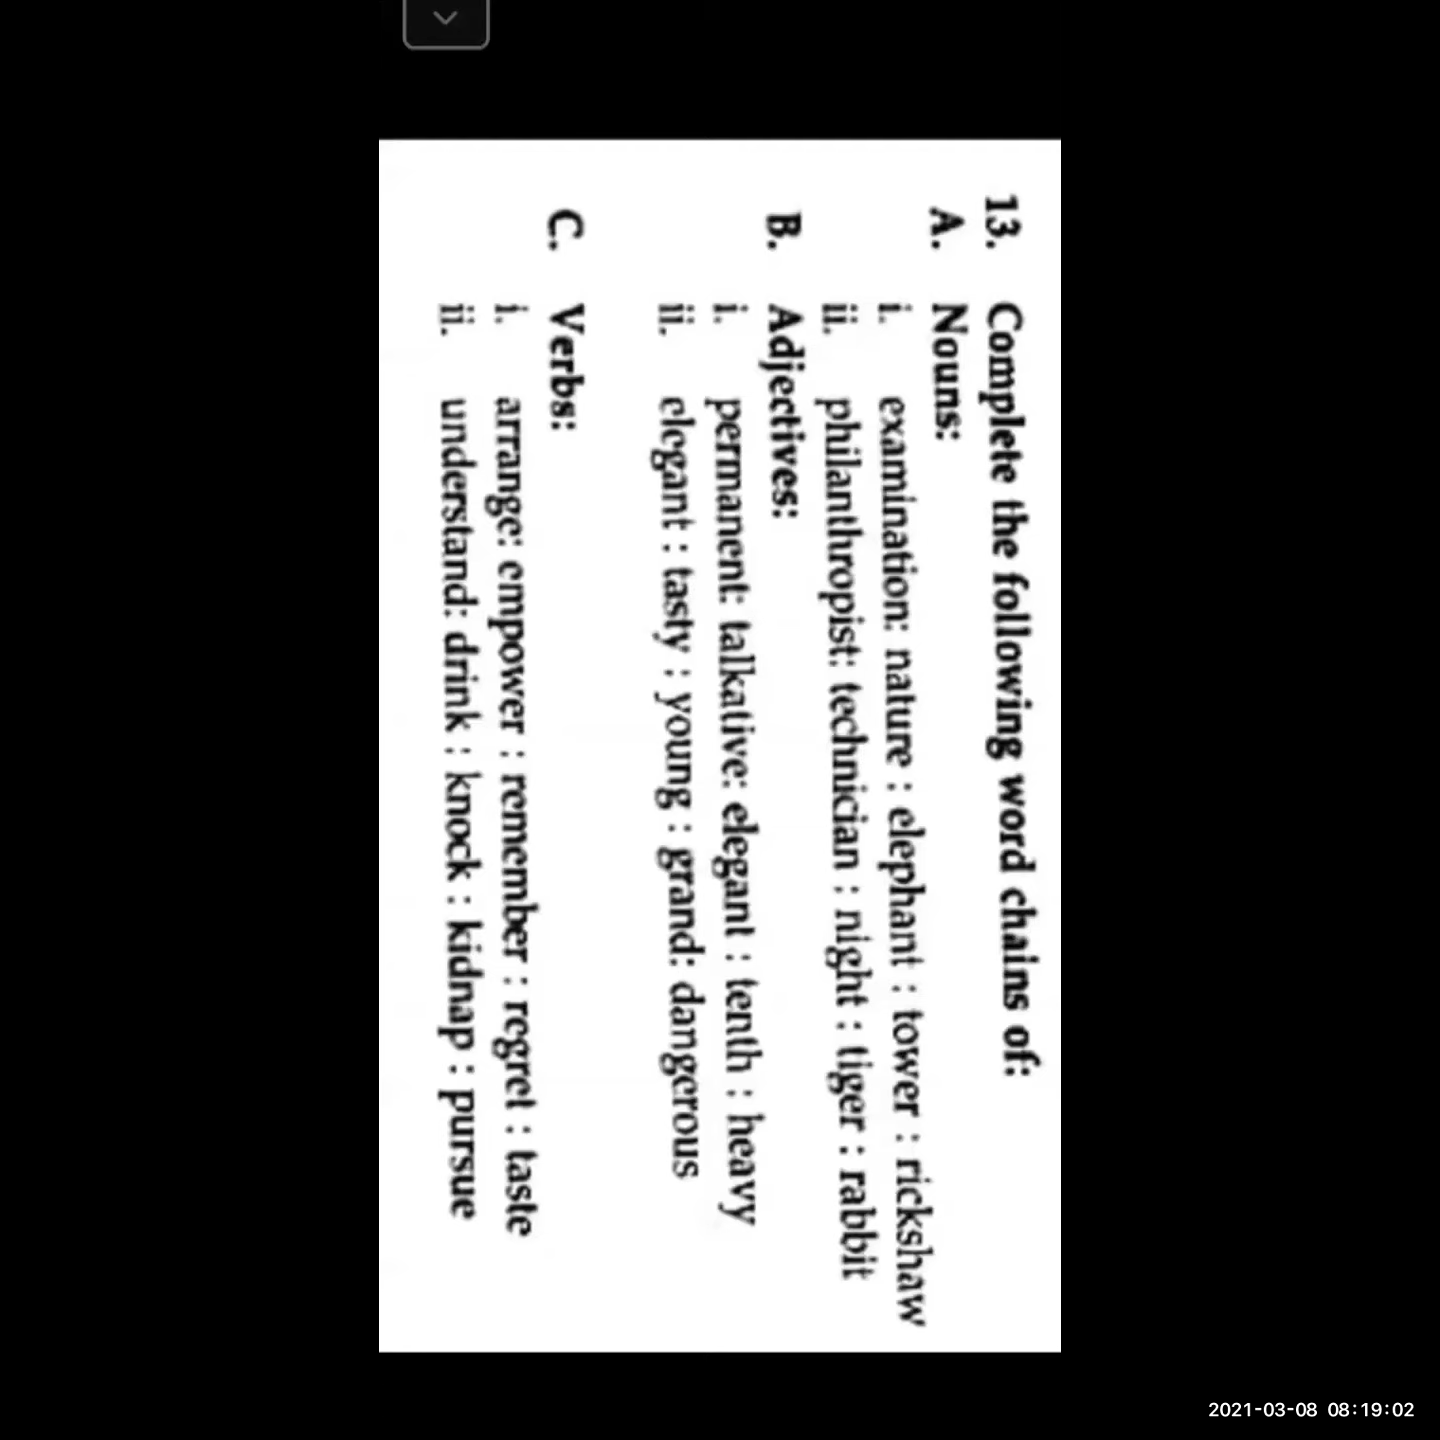 13. Complete the following word chains of:
A. Nouns:
i. examination: nature : elephant : tower : rickshaw
ii. philanthropist: technician : night : tiger : rabbit
B. Adjectives:
i. permanent: talkative: elegant : tenth : heavy
ii. elegant : tasty : young : grand: dangerous
C. Verbs:
i. arrange: empower : remember : regret : taste
ii. understand: drink : knock : kidnap : pursue
2021-03-08 08:19:02